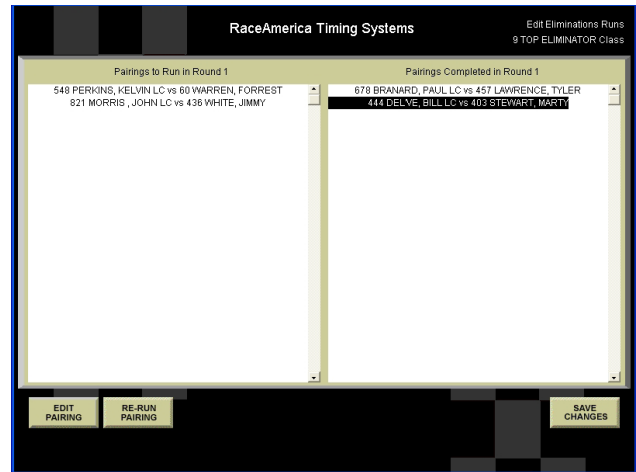 RaceAmerica Timing Systems
Edit Eliminations Runs
9 TOP ELIMINATOR Class
Pairings to Run in Round 1
548 PERKINS, KELVIN LC vs 60 WARREN, FORREST
821 MORRIS , JOHN LC vs 436 WHITE, JIMMY
Pairings Completed in Round 1
678 BRANARD, PAUL LC vs 457 LAWRENCE, TYLER
444 DELVE, BILL LC vs 403 STEWART, MARTY
EDIT
PAIRING
RE-RUN
PAIRING
SAVE
CHANGES